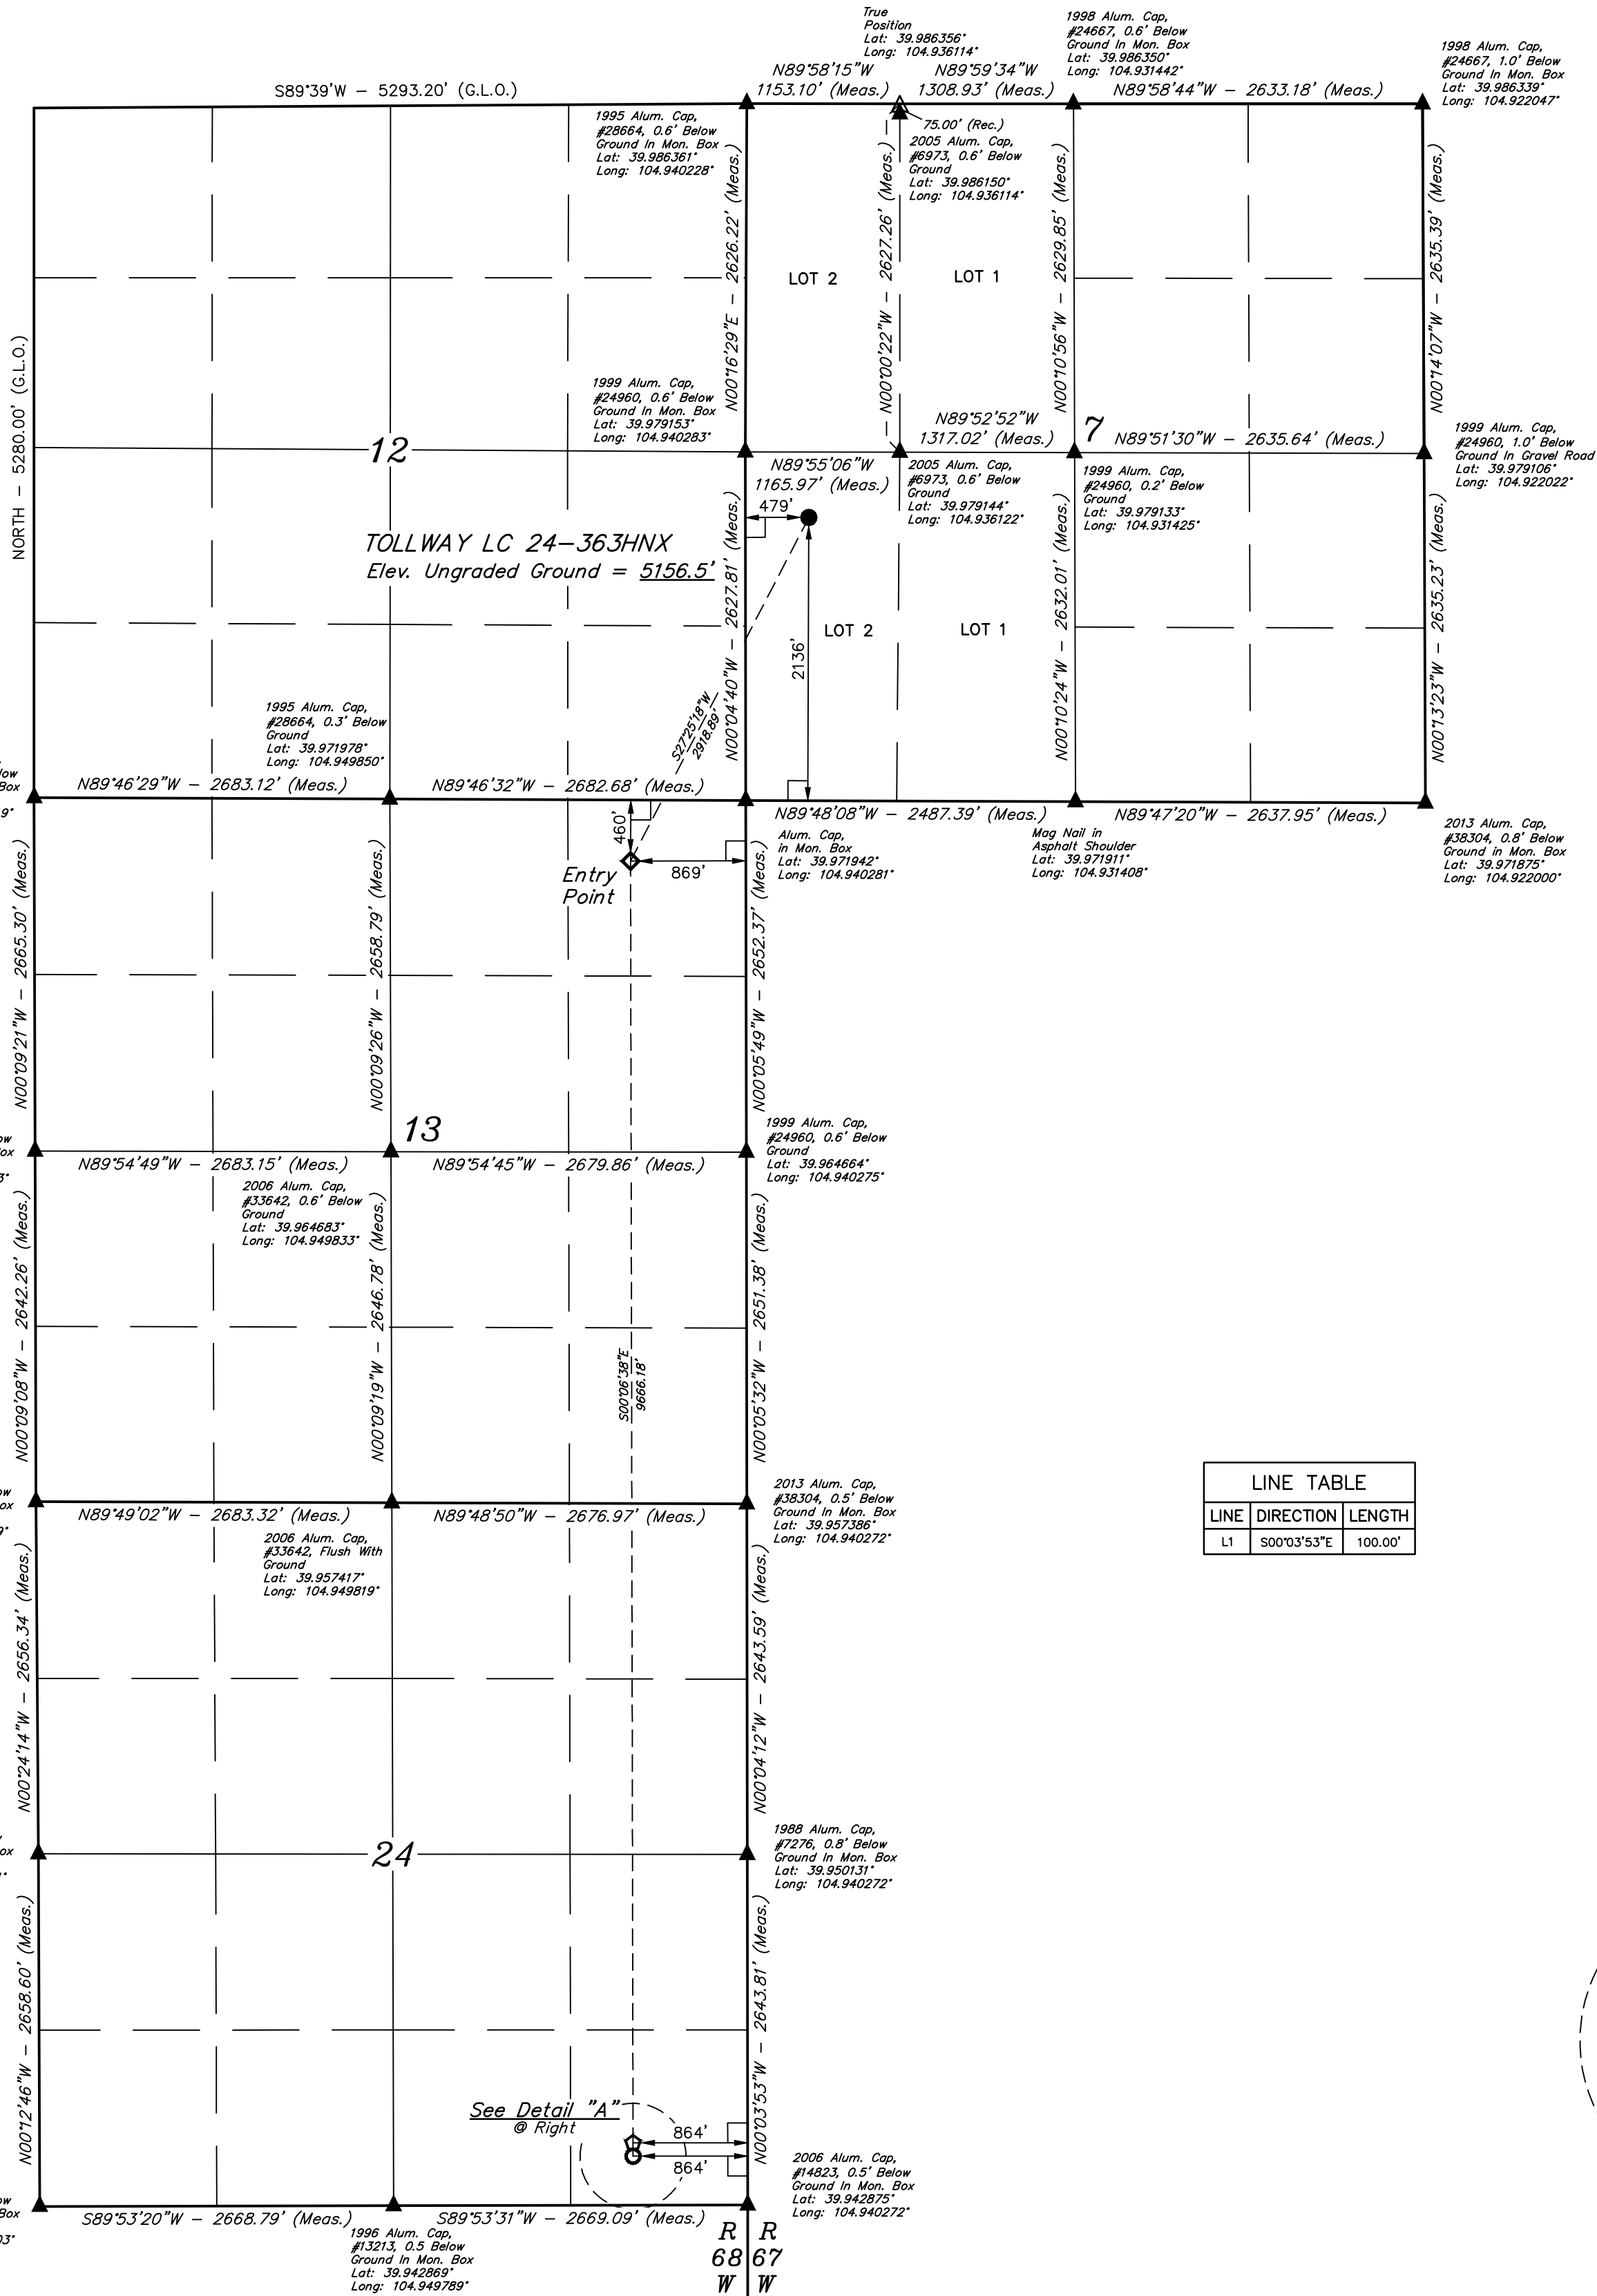 True
Position
Lat: 39.986356°
Long: 104.936114°
1998 Alum. Cap,
#24667, 0.6' Below
Ground In Mon. Box
Lat: 39.986350°
Long: 104.931442°
1998 Alum. Cap,
#24667, 1.0' Below
Ground In Mon. Box
Lat: 39.986339°
Long: 104.922047°
S89°39'W - 5293.20' (G.L.O.)
N89°58'15"W
1153.10' (Meas.)
N89°59'34"W
1308.93' (Meas.)
N89°58'44"W - 2633.18' (Meas.)
1995 Alum. Cap,
#28664, 0.6' Below
Ground In Mon. Box
Lat: 39.986361°
Long: 104.940228°
75.00' (Rec.)
2005 Alum. Cap,
#6973, 0.6' Below
Ground
Lat: 39.986150°
Long: 104.936114°
NORTH - 5280.00' (G.L.O.)
N00°16'29"E - 2626.22' (Meas.)
N00°00'22"W - 2627.26' (Meas.)
N00°10'56"W - 2629.85' (Meas.)
N00°14'07"W - 2635.39' (Meas.)
LOT 2
LOT 1
1999 Alum. Cap,
#24960, 0.6' Below
Ground In Mon. Box
Lat: 39.979153°
Long: 104.940283°
12
7
N89°52'52"W
1317.02' (Meas.)
N89°51'30"W - 2635.64' (Meas.)
1999 Alum. Cap,
#24960, 1.0' Below
Ground In Gravel Road
Lat: 39.979106°
Long: 104.922022°
N89°55'06"W
1165.97' (Meas.)
2005 Alum. Cap,
#6973, 0.6' Below
Ground
Lat: 39.979144°
Long: 104.936122°
1999 Alum. Cap,
#24960, 0.2' Below
Ground
Lat: 39.979133°
Long: 104.931425°
479'
TOLLWAY LC 24-363HNX
Elev. Ungraded Ground = 5156.5'
N00°04'40"W - 2627.81' (Meas.)
2136'
LOT 2
LOT 1
N00°10'24"W - 2632.01' (Meas.)
N00°13'23"W - 2635.23' (Meas.)
S27°25'18"W
2918.89'
1995 Alum. Cap,
#28664, 0.3' Below
Ground
Lat: 39.971978°
Long: 104.949850°
N89°46'29"W - 2683.12' (Meas.)
N89°46'32"W - 2682.68' (Meas.)
N89°48'08"W - 2487.39' (Meas.)
N89°47'20"W - 2637.95' (Meas.)
Box
460'
869'
Entry
Point
Alum. Cap,
in Mon. Box
Lat: 39.971942°
Long: 104.940281°
Mag Nail in
Asphalt Shoulder
Lat: 39.971911°
Long: 104.931408°
2013 Alum. Cap,
#38304, 0.8' Below
Ground in Mon. Box
Lat: 39.971875°
Long: 104.922000°
N00°09'21"W - 2665.30' (Meas.)
N00°09'26"W - 2658.79' (Meas.)
N00°05'49"W - 2652.37' (Meas.)
13
N89°54'49"W - 2683.15' (Meas.)
N89°54'45"W - 2679.86' (Meas.)
1999 Alum. Cap,
#24960, 0.6' Below
Ground
Lat: 39.964664°
Long: 104.940275°
2006 Alum. Cap,
#33642, 0.6' Below
Ground
Lat: 39.964683°
Long: 104.949833°
N00°09'08"W - 2642.26' (Meas.)
N00°09'19"W - 2646.78' (Meas.)
S00°06'38"E
9666.18'
N00°05'32"W - 2651.38' (Meas.)
N89°49'02"W - 2683.32' (Meas.)
N89°48'50"W - 2676.97' (Meas.)
2013 Alum. Cap,
#38304, 0.5' Below
Ground In Mon. Box
Lat: 39.957386°
Long: 104.940272°
2006 Alum. Cap,
#33642, Flush With
Ground
Lat: 39.957417°
Long: 104.949819°
LINE TABLE
LINE DIRECTION LENGTH
L1 S00°03'53"E 100.00'
N00°24'14"W - 2656.34' (Meas.)
N00°04'12"W - 2643.59' (Meas.)
24
1988 Alum. Cap,
#7276, 0.8' Below
Ground In Mon. Box
Lat: 39.950131°
Long: 104.940272°
N00°12'46"W - 2658.60' (Meas.)
N00°03'53"W - 2643.81' (Meas.)
See Detail "A"
@ Right
864'
864'
2006 Alum. Cap,
#14823, 0.5' Below
Ground In Mon. Box
Lat: 39.942875°
Long: 104.940272°
Box
S89°53'20"W - 2668.79' (Meas.)
S89°53'31"W - 2669.09' (Meas.)
1996 Alum. Cap,
#13213, 0.5 Below
Ground In Mon. Box
Lat: 39.942869°
Long: 104.949789°
R R
68 67
W W